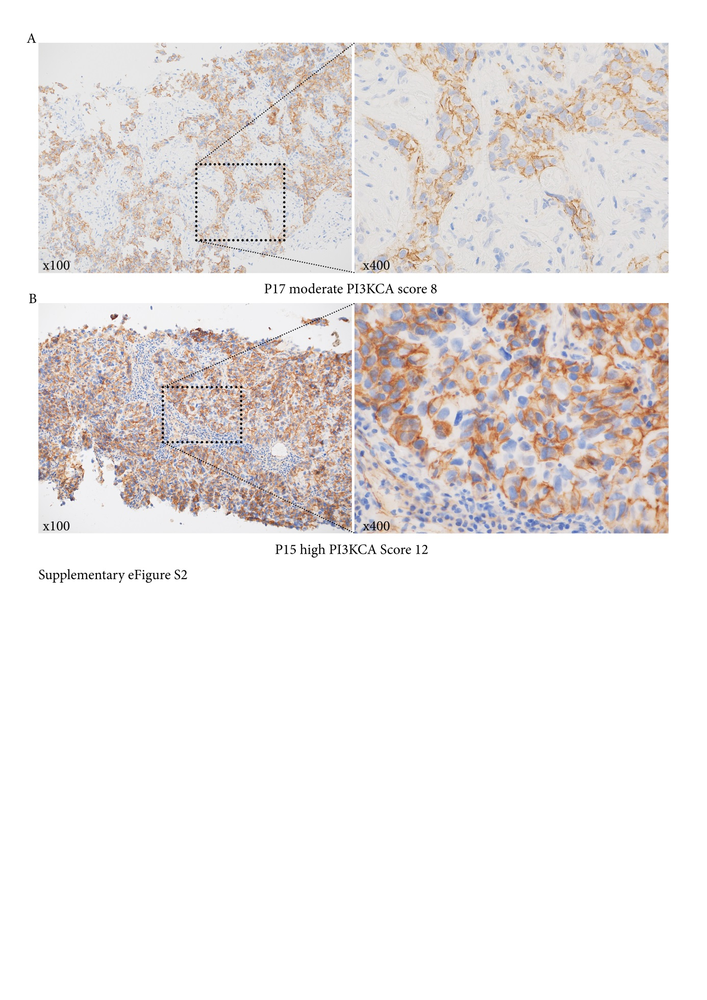 A
x100
x400
P17 moderate PI3KCA score 8
B
x100
x400
P15 high PI3KCA Score 12
Supplementary eFigure S2